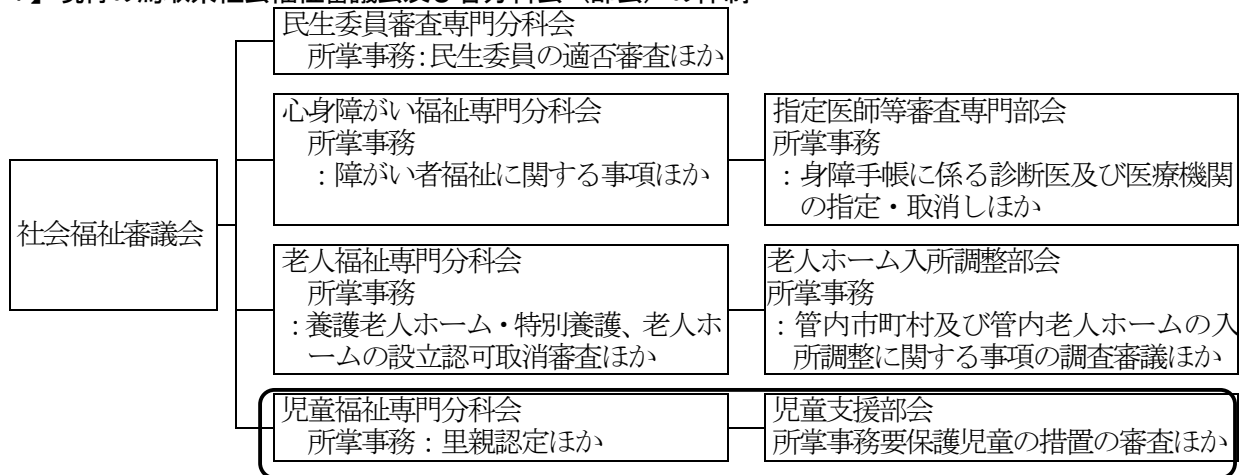 民生委員審査専門分科会
所掌事務：民生委員の適否審査ほか
心身障がい福祉専門分科会
所掌事務
：障がい者福祉に関する事項ほか
指定医師等審査専門部会
所掌事務
：身障手帳に係る診断医及び医療機関
の指定・取消しほか
社会福祉審議会
老人福祉専門分科会
所掌事務
：養護老人ホーム・特別養護、老人ホ
ームの設立認可取消審査ほか
老人ホーム入所調整部会
所掌事務
：管内市町村及び管内老人ホームの入
所調整に関する事項の調査審議ほか
児童福祉専門分科会
所掌事務：里親認定ほか
児童支援部会
所掌事務要保護児童の措置の審査ほか